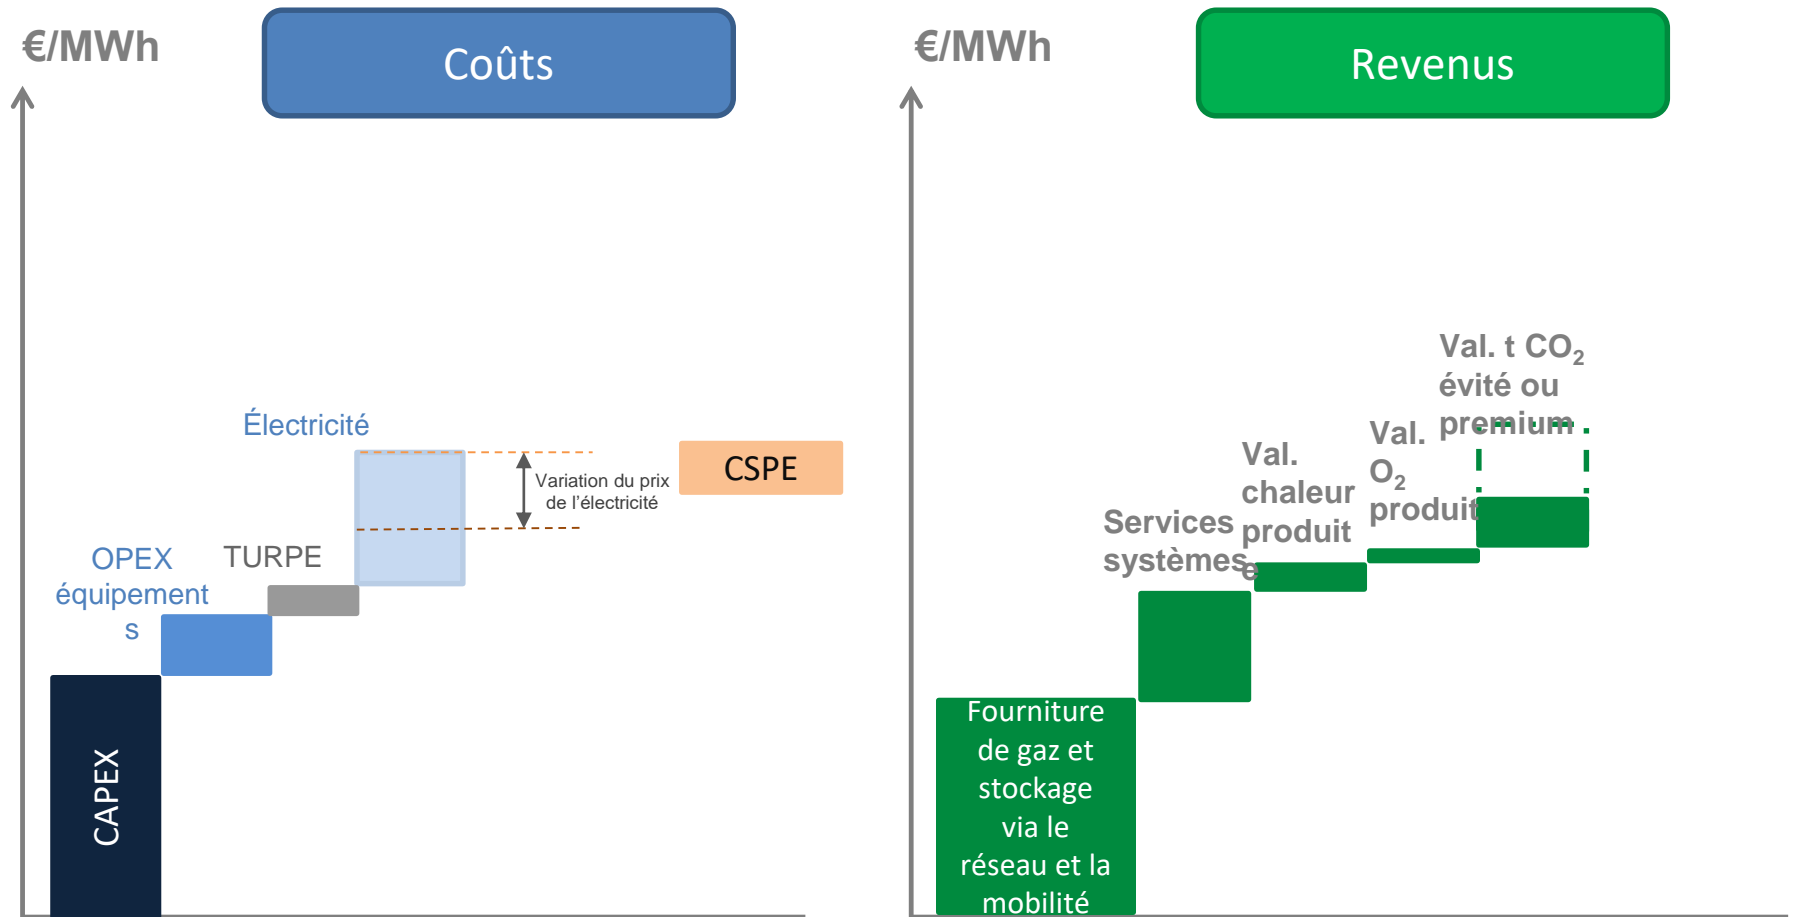 €/MWh
Coûts
Électricité
Variation du prix
de l'électricité
CSPE
OPEX
équipement
s
TURPE
CAPEX
€/MWh
Revenus
Val. t CO₂
évité ou
premium
Val.
O₂
produit
Val.
chaleur
produit
e
Services
systèmes
Fourniture
de gaz et
stockage
via le
réseau et la
mobilité